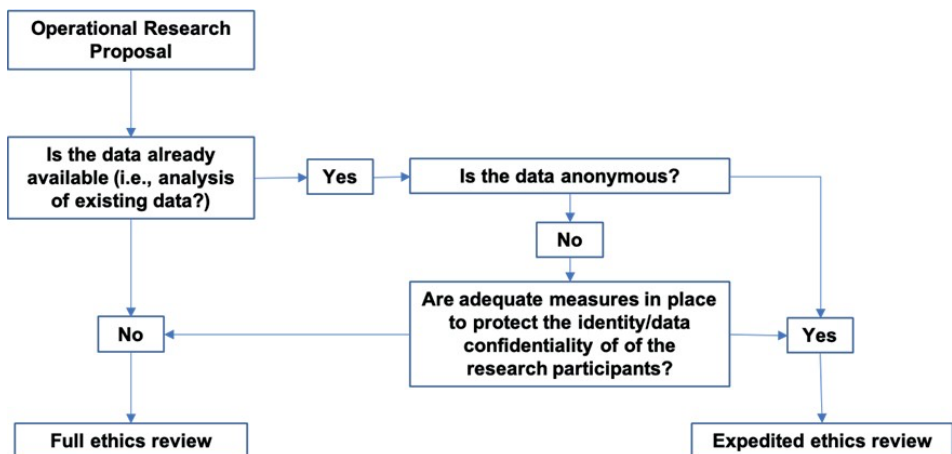 Operational Research
Proposal
Is the data already
available (i.e., analysis
of existing data?)
Yes
Is the data anonymous?
No
Are adequate measures in place
to protect the identity/data
confidentiality of of the
research participants?
No
Yes
Full ethics review
Expedited ethics review